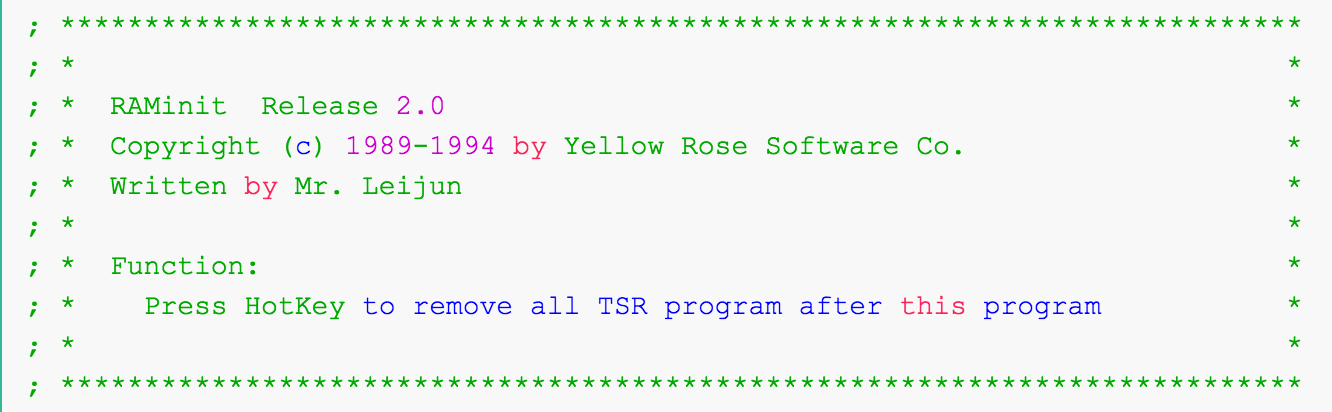 ; **************************************************************************
; *                                                                        *
; *  RAMinit  Release 2.0                                                  *
; *  Copyright (c) 1989-1994 by Yellow Rose Software Co.                   *
; *  Written by Mr. Leijun                                                 *
; *                                                                        *
; *  Function:                                                             *
; *    Press HotKey to remove all TSR program after this program           *
; *                                                                        *
; **************************************************************************